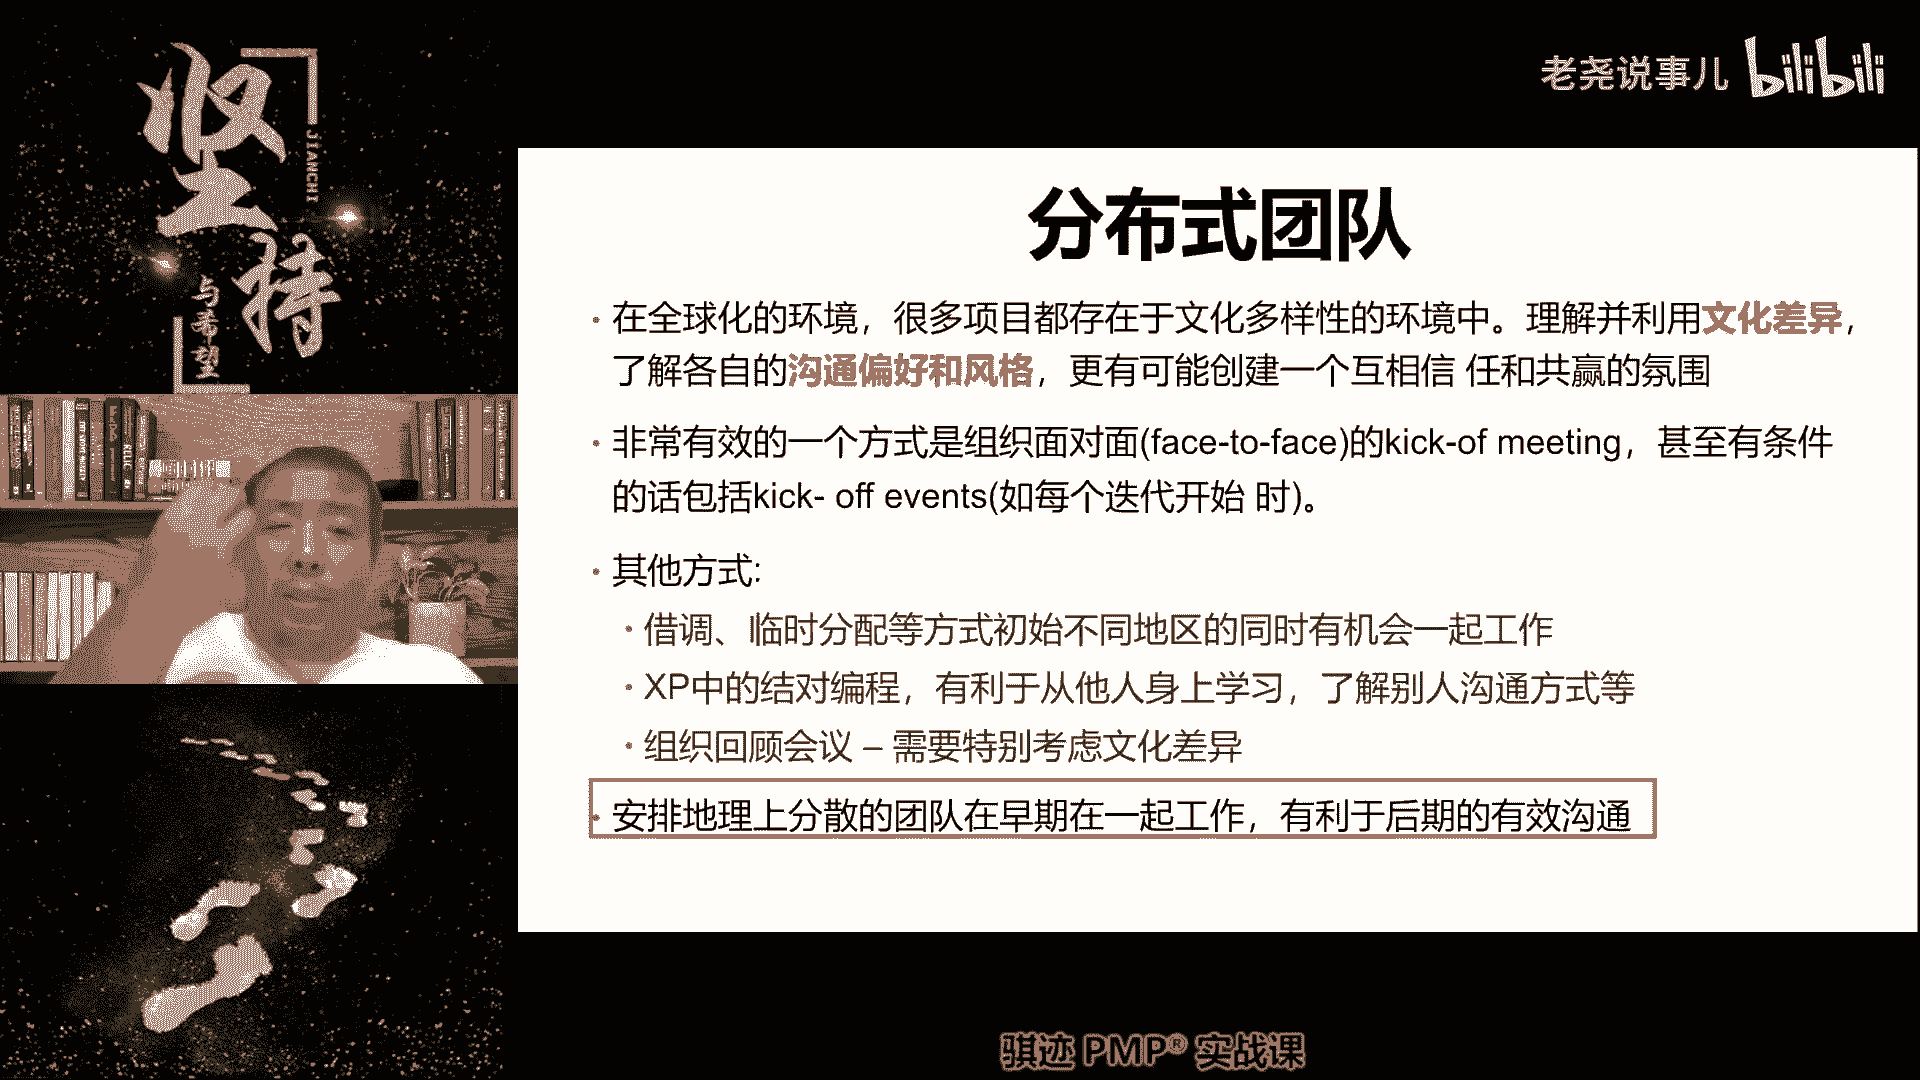 坚持
JIANCHI
与希望
老尧说事儿 bilibili
分布式团队
·在全球化的环境，很多项目都存在于文化多样性的环境中。理解并利用文化差异，
了解各自的沟通偏好和风格，更有可能创建一个互相信 任和共赢的氛围
·非常有效的一个方式是组织面对面(face-to-face)的kick-of meeting，甚至有条件
的话包括kick- off events(如每个迭代开始 时)。
·其他方式:
·借调、临时分配等方式初始不同地区的同时有机会一起工作
·XP中的结对编程，有利于从他人身上学习，了解别人沟通方式等
·组织回顾会议 – 需要特别考虑文化差异
·安排地理上分散的团队在早期在一起工作，有利于后期的有效沟通
骐迹 PMP® 实战课